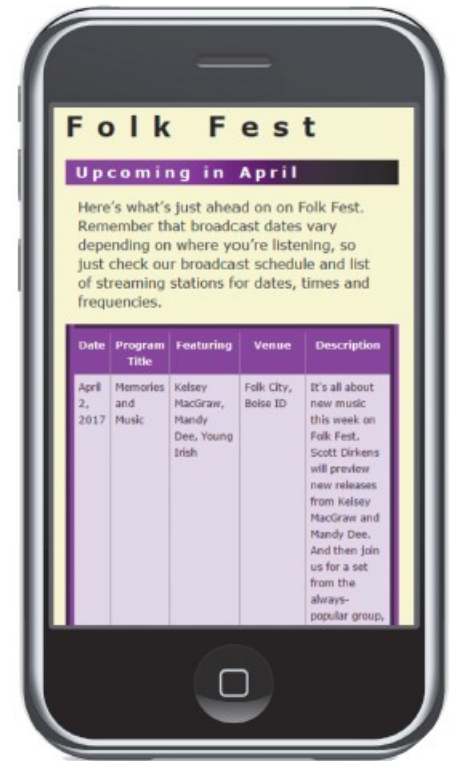 Folk Fest
Upcoming in April
Here's what's just ahead on on Folk Fest.
Remember that broadcast dates vary
depending on where you're listening, so
just check our broadcast schedule and list
of streaming stations for dates, times and
frequencies.
Date Program Title Featuring Venue Description
April
2,
2017
Memories
and
Music
Kelsey
MacGraw,
Mandy
Dee, Young
Irish
Folk City,
Boise ID
It's all about
new music
this week on
Folk Fest.
Scott Dirkens
will preview
new releases
from Kelsey
MacGraw and
Mandy Dee.
And then join
us for a set
from the
always-
popular group,